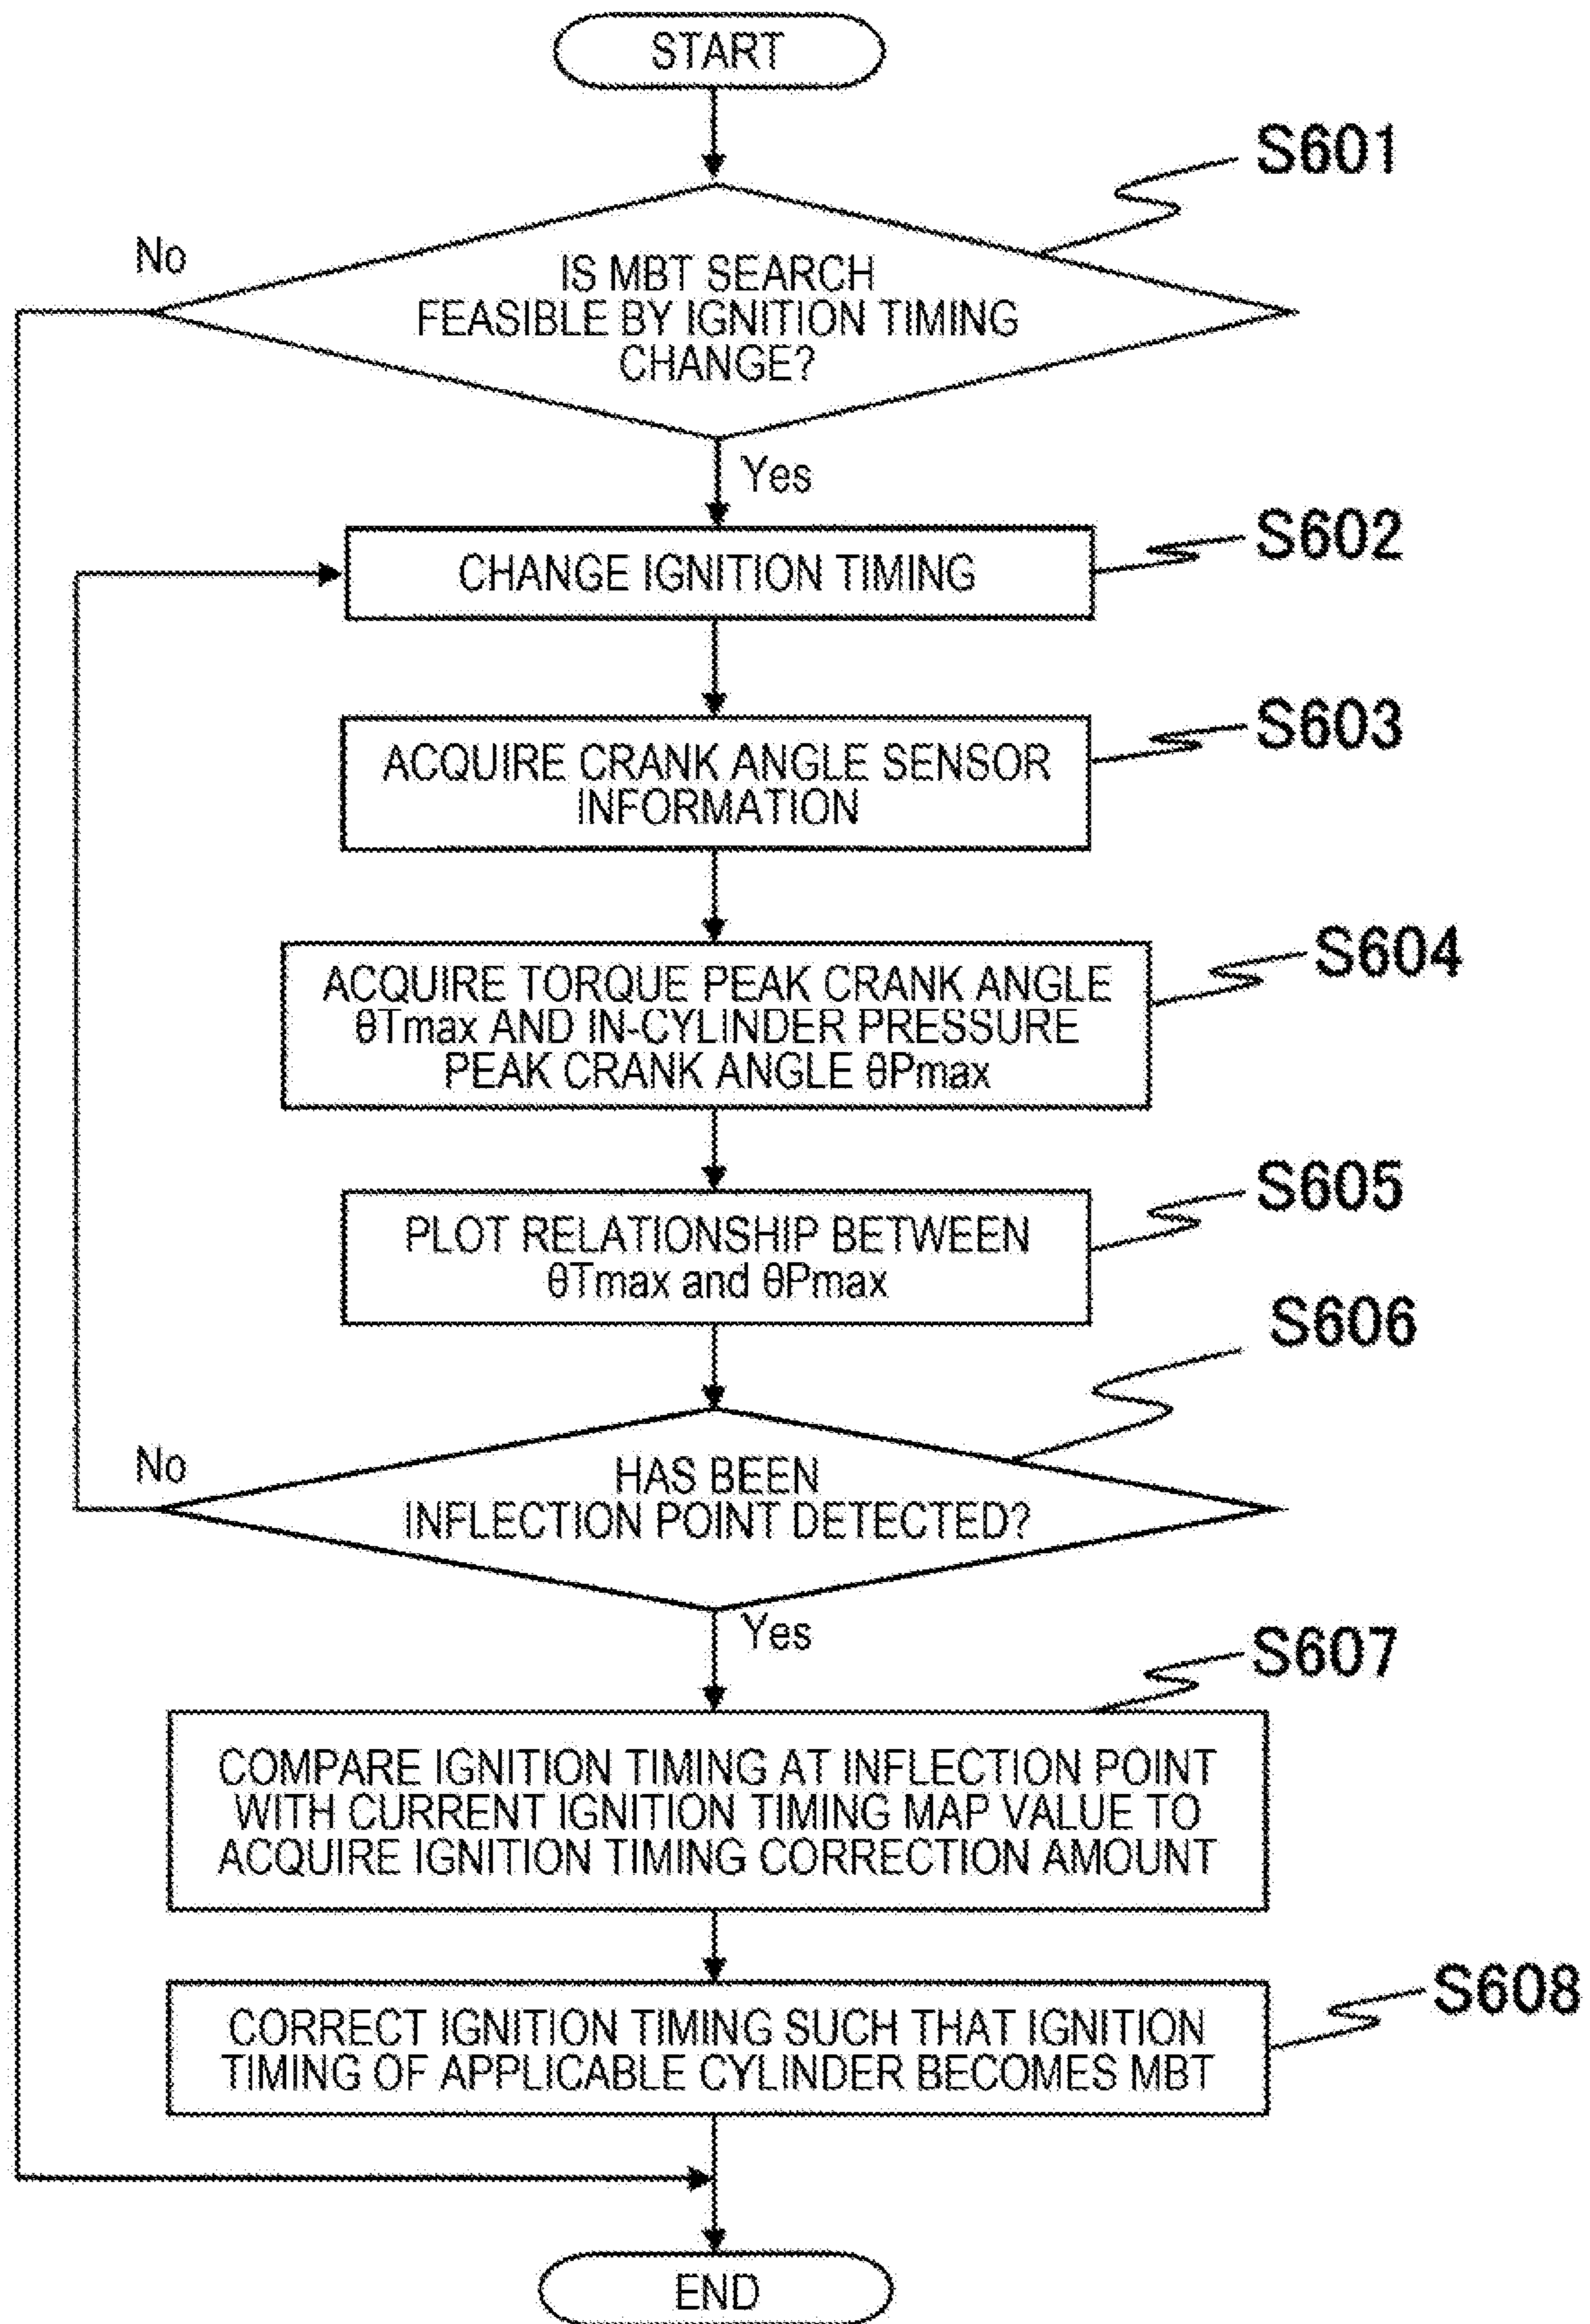 START
S601
No
IS MBT SEARCH
FEASIBLE BY IGNITION TIMING
CHANGE?
Yes
S602
CHANGE IGNITION TIMING
S603
ACQUIRE CRANK ANGLE SENSOR
INFORMATION
S604
ACQUIRE TORQUE PEAK CRANK ANGLE
θTmax AND IN-CYLINDER PRESSURE
PEAK CRANK ANGLE θPmax
S605
PLOT RELATIONSHIP BETWEEN
θTmax and θPmax
S606
No
HAS BEEN
INFLECTION POINT DETECTED?
Yes
S607
COMPARE IGNITION TIMING AT INFLECTION POINT
WITH CURRENT IGNITION TIMING MAP VALUE TO
ACQUIRE IGNITION TIMING CORRECTION AMOUNT
S608
CORRECT IGNITION TIMING SUCH THAT IGNITION
TIMING OF APPLICABLE CYLINDER BECOMES MBT
END